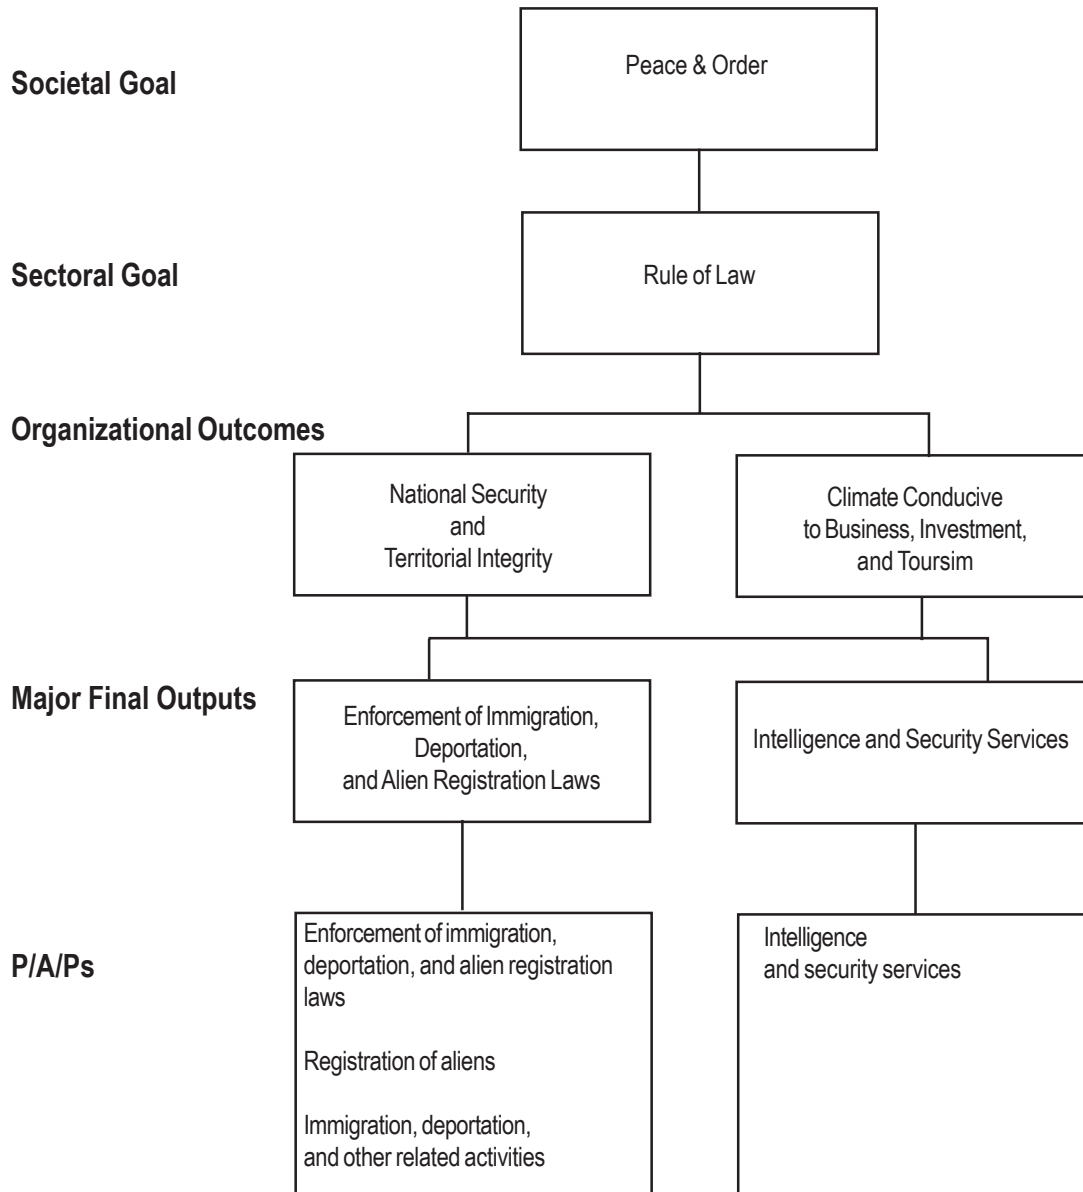 Societal Goal
Peace & Order
Sectoral Goal
Rule of Law
Organizational Outcomes
National Security
and
Territorial Integrity
Climate Conducive
to Business, Investment,
and Toursim
Major Final Outputs
Enforcement of Immigration,
Deportation,
and Alien Registration Laws
Intelligence and Security Services
P/A/Ps
Enforcement of immigration,
deportation, and alien registration
laws
Registration of aliens
Immigration, deportation,
and other related activities
Intelligence
and security services